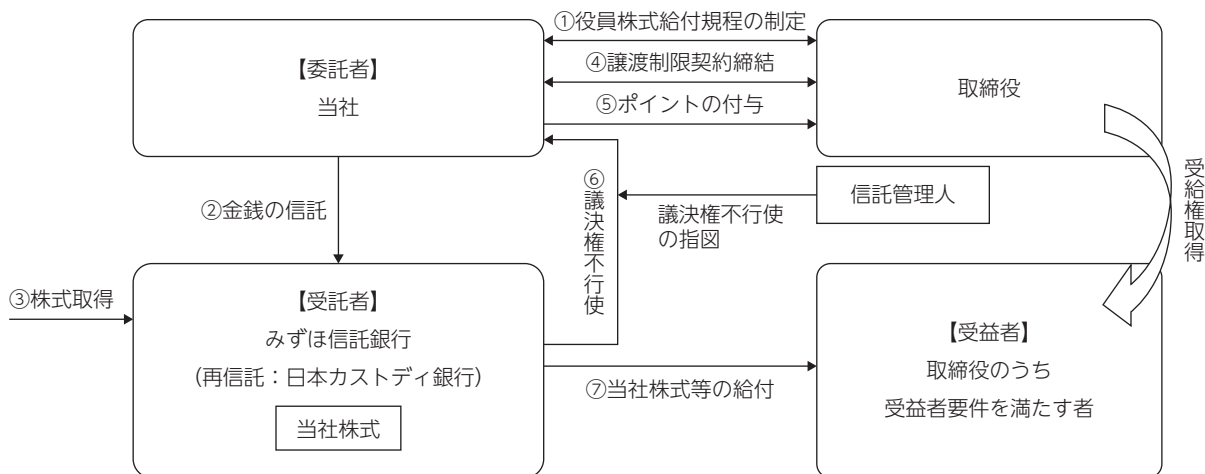 ①役員株式給付規程の制定
【委託者】
当社
④譲渡制限契約締結
⑤ポイントの付与
取締役
②金銭の信託
⑥議決権不行使
議決権不行使
の指図
信託管理人
受給権取得
③株式取得
【受託者】
みずほ信託銀行
(再信託：日本カストディ銀行)
当社株式
⑦当社株式等の給付
【受益者】
取締役のうち
受益者要件を満たす者